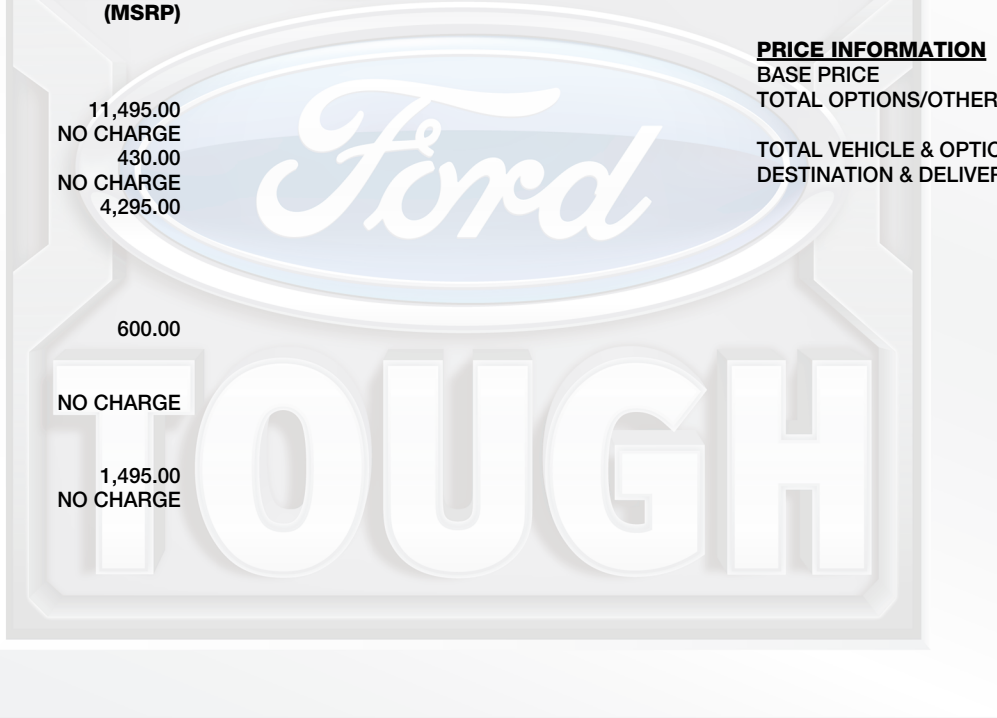 (MSRP)
11,495.00
NO CHARGE
430.00
NO CHARGE
4,295.00
600.00
NO CHARGE
1,495.00
NO CHARGE
PRICE INFORMATION
BASE PRICE
TOTAL OPTIONS/OTHER
TOTAL VEHICLE & OPTIO
DESTINATION & DELIVER
Ford
TOUGH